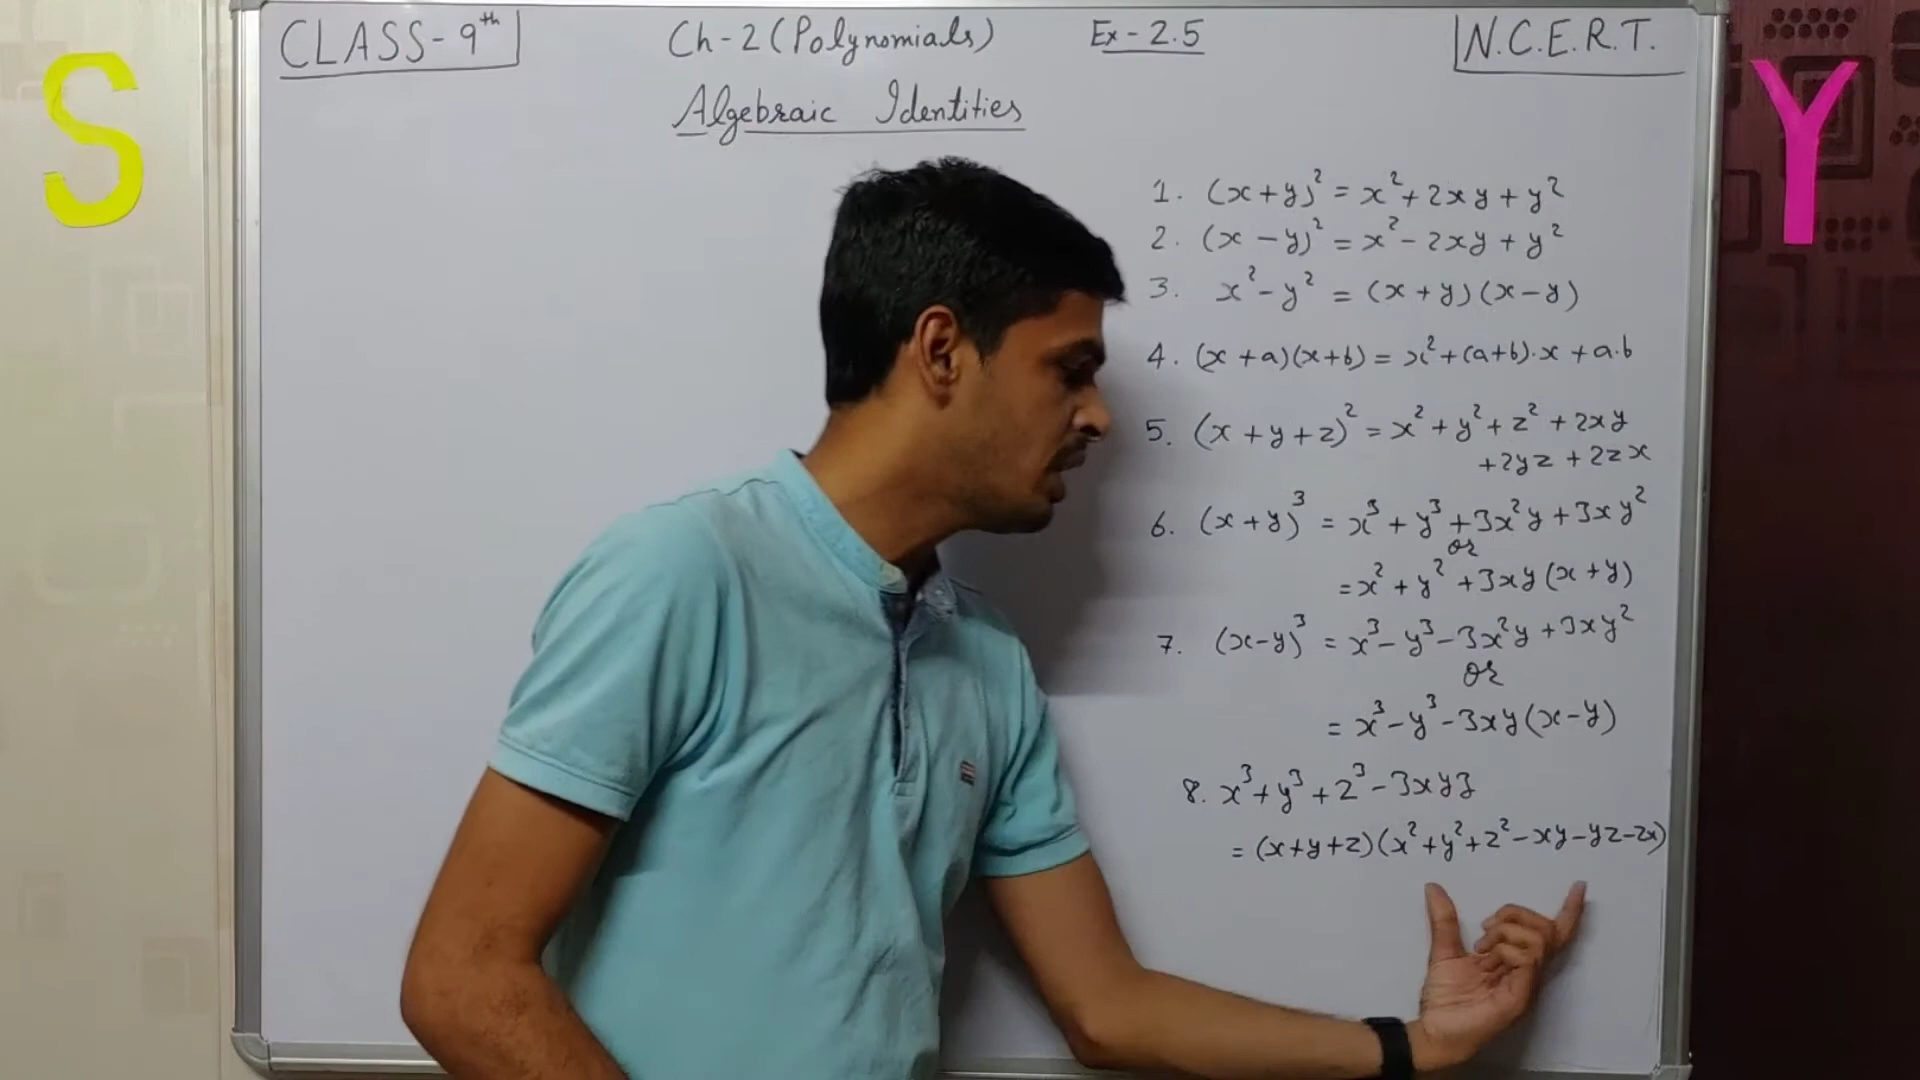 CLASS-9th
Ch-2 (Polynomials)
Ex-2.5
N.C.E.R.T.
S
Y
Algebraic Identities
1. (x+y)² = x² + 2xy + y²
2. (x-y)² = x² - 2xy + y²
3. x² - y² = (x+y)(x-y)
4. (x+a)(x+b) = x² + (a+b)·x + a·b
5. (x+y+z)² = x² + y² + z² + 2xy
+2yz + 2zx
6. (x+y)³ = x³ + y³ + 3x²y + 3xy²
or
= x² + y² + 3xy(x+y)
7. (x-y)³ = x³ - y³ - 3x²y + 3xy²
or
= x³ - y³ - 3xy(x-y)
8. x³ + y³ + z³ - 3xyz
= (x+y+z)(x²+y²+z²-xy-yz-zx)